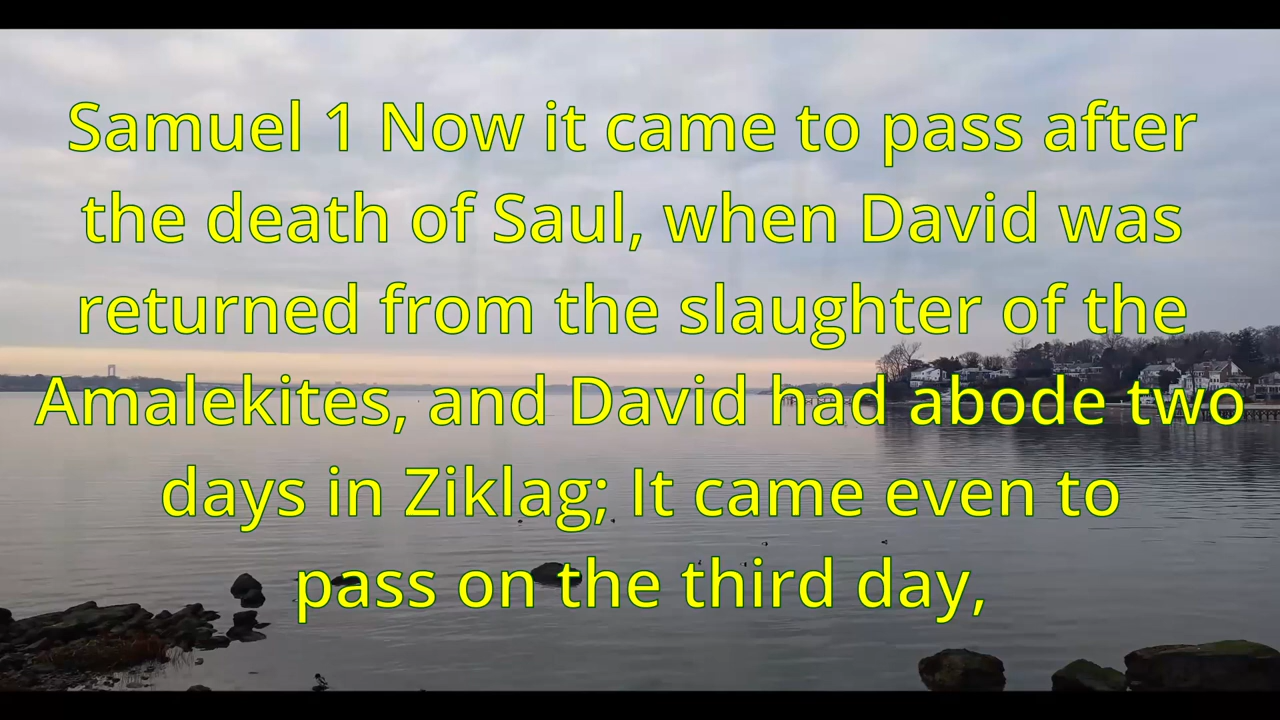 Samuel 1 Now it came to pass after
the death of Saul, when David was
returned from the slaughter of the
Amalekites, and David had abode two
days in Ziklag; It came even to
pass on the third day,